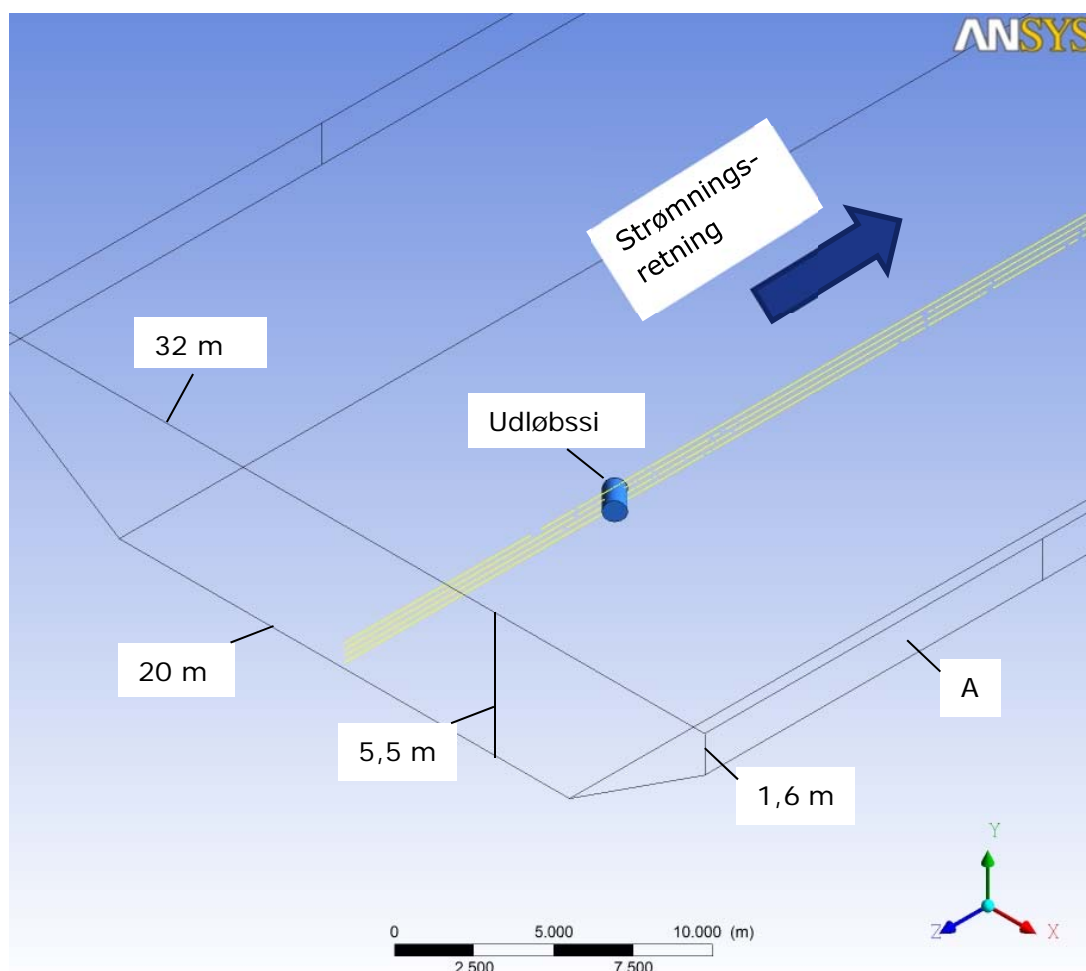 ANSYS
Strømnings-
retning
32 m
Udløbssi
20 m
A
5,5 m
1,6 m
Y
Z
X
0 5.000 10.000 (m)
2.500 7.500